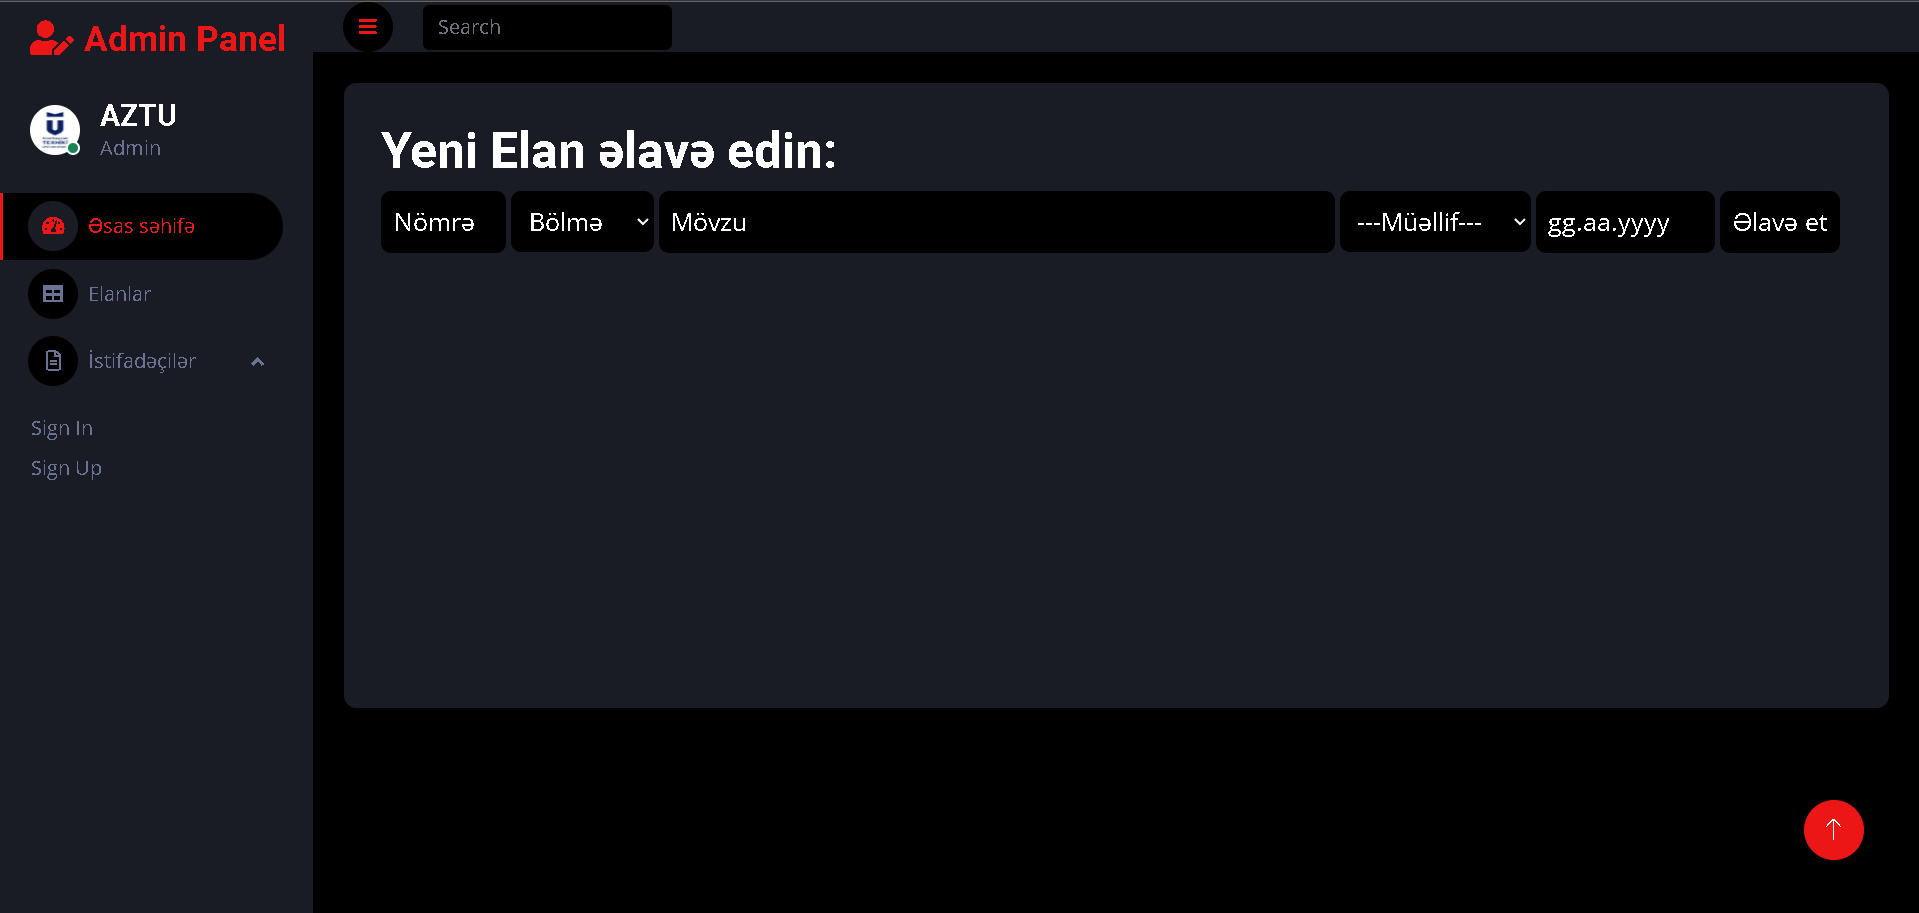 Admin Panel
Search
AZTU
Admin
Əsas səhifə
Elanlar
İstifadəçilər
Sign In
Sign Up
Yeni Elan əlavə edin:
Nömrə Bölmə Mövzu ---Müəllif--- gg.aa.yyyy Əlavə et